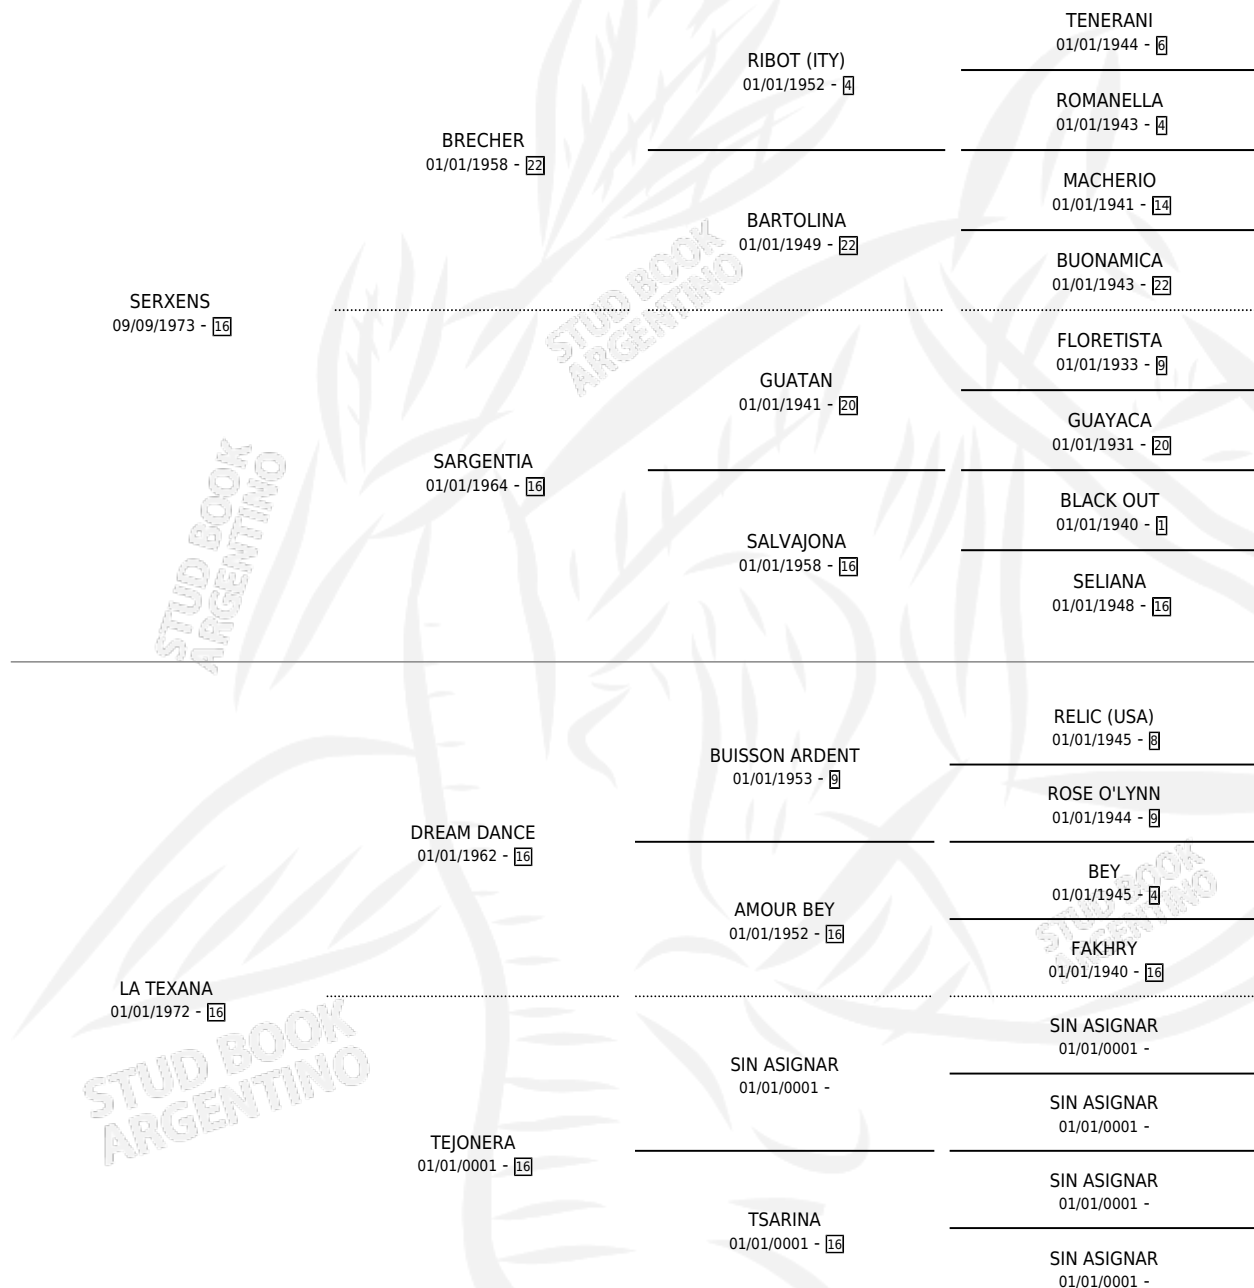 TENERANI
01/01/1944 - 6
RIBOT (ITY)
01/01/1952 - 4
ROMANELLA
01/01/1943 - 4
BRECHER
01/01/1958 - 22
MACHERIO
01/01/1941 - 14
BARTOLINA
01/01/1949 - 22
BUONAMICA
01/01/1943 - 22
STUD BOOK
ARGENTINO
SERXENS
09/09/1973 - 16
FLORETISTA
01/01/1933 - 9
GUATAN
01/01/1941 - 20
GUAYACA
01/01/1931 - 20
SARGENTIA
01/01/1964 - 16
BLACK OUT
01/01/1940 - 1
SALVAJONA
01/01/1958 - 16
SELIANA
01/01/1948 - 16
STUD BOOK
ARGENTINO
RELIC (USA)
01/01/1945 - 8
BUISSON ARDENT
01/01/1953 - 9
ROSE O'LYNN
01/01/1944 - 9
DREAM DANCE
01/01/1962 - 16
BEY
01/01/1945 - 4
AMOUR BEY
01/01/1952 - 16
FAKHRY
01/01/1940 - 16
STUD BOOK
ARGENTINO
LA TEXANA
01/01/1972 - 16
SIN ASIGNAR
01/01/0001 -
SIN ASIGNAR
01/01/0001 -
SIN ASIGNAR
01/01/0001 -
STUD BOOK
ARGENTINO
TEJONERA
01/01/0001 - 16
SIN ASIGNAR
01/01/0001 -
TSARINA
01/01/0001 - 16
SIN ASIGNAR
01/01/0001 -